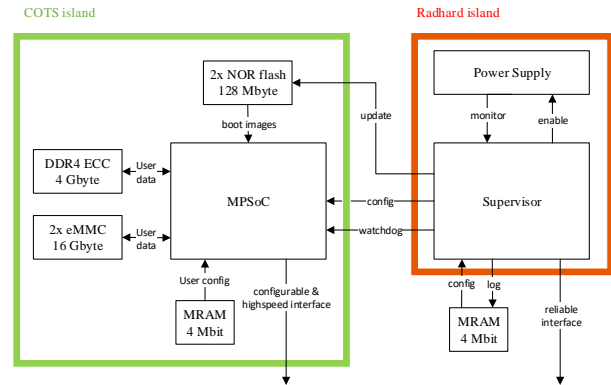 COTS island
Radhard island
2x NOR flash
128 Mbyte
Power Supply
boot images
update
monitor
enable
DDR4 ECC
4 Gbyte
User
data
MPSoC
config
Supervisor
2x eMMC
16 Gbyte
User
data
watchdog
User config
configurable &
highspeed interface
MRAM
4 Mbit
config
log
MRAM
4 Mbit
reliable
interface